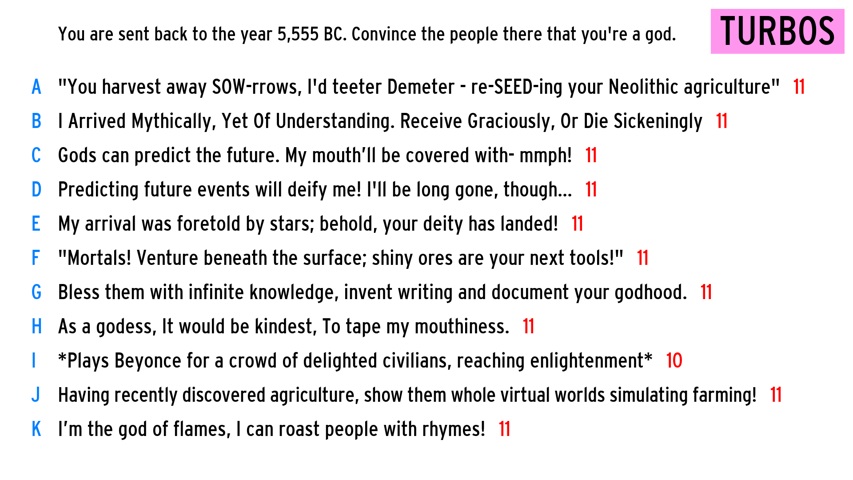 You are sent back to the year 5,555 BC. Convince the people there that you're a god.
TURBOS
A "You harvest away SOW-rrows, I'd teeter Demeter - re-SEED-ing your Neolithic agriculture" 11
B I Arrived Mythically, Yet Of Understanding. Receive Graciously, Or Die Sickeningly 11
C Gods can predict the future. My mouth'll be covered with- mmph! 11
D Predicting future events will deify me! I'll be long gone, though... 11
E My arrival was foretold by stars; behold, your deity has landed! 11
F "Mortals! Venture beneath the surface; shiny ores are your next tools!" 11
G Bless them with infinite knowledge, invent writing and document your godhood. 11
H As a godess, It would be kindest, To tape my mouthiness. 11
I *Plays Beyonce for a crowd of delighted civilians, reaching enlightenment* 10
J Having recently discovered agriculture, show them whole virtual worlds simulating farming! 11
K I’m the god of flames, I can roast people with rhymes! 11